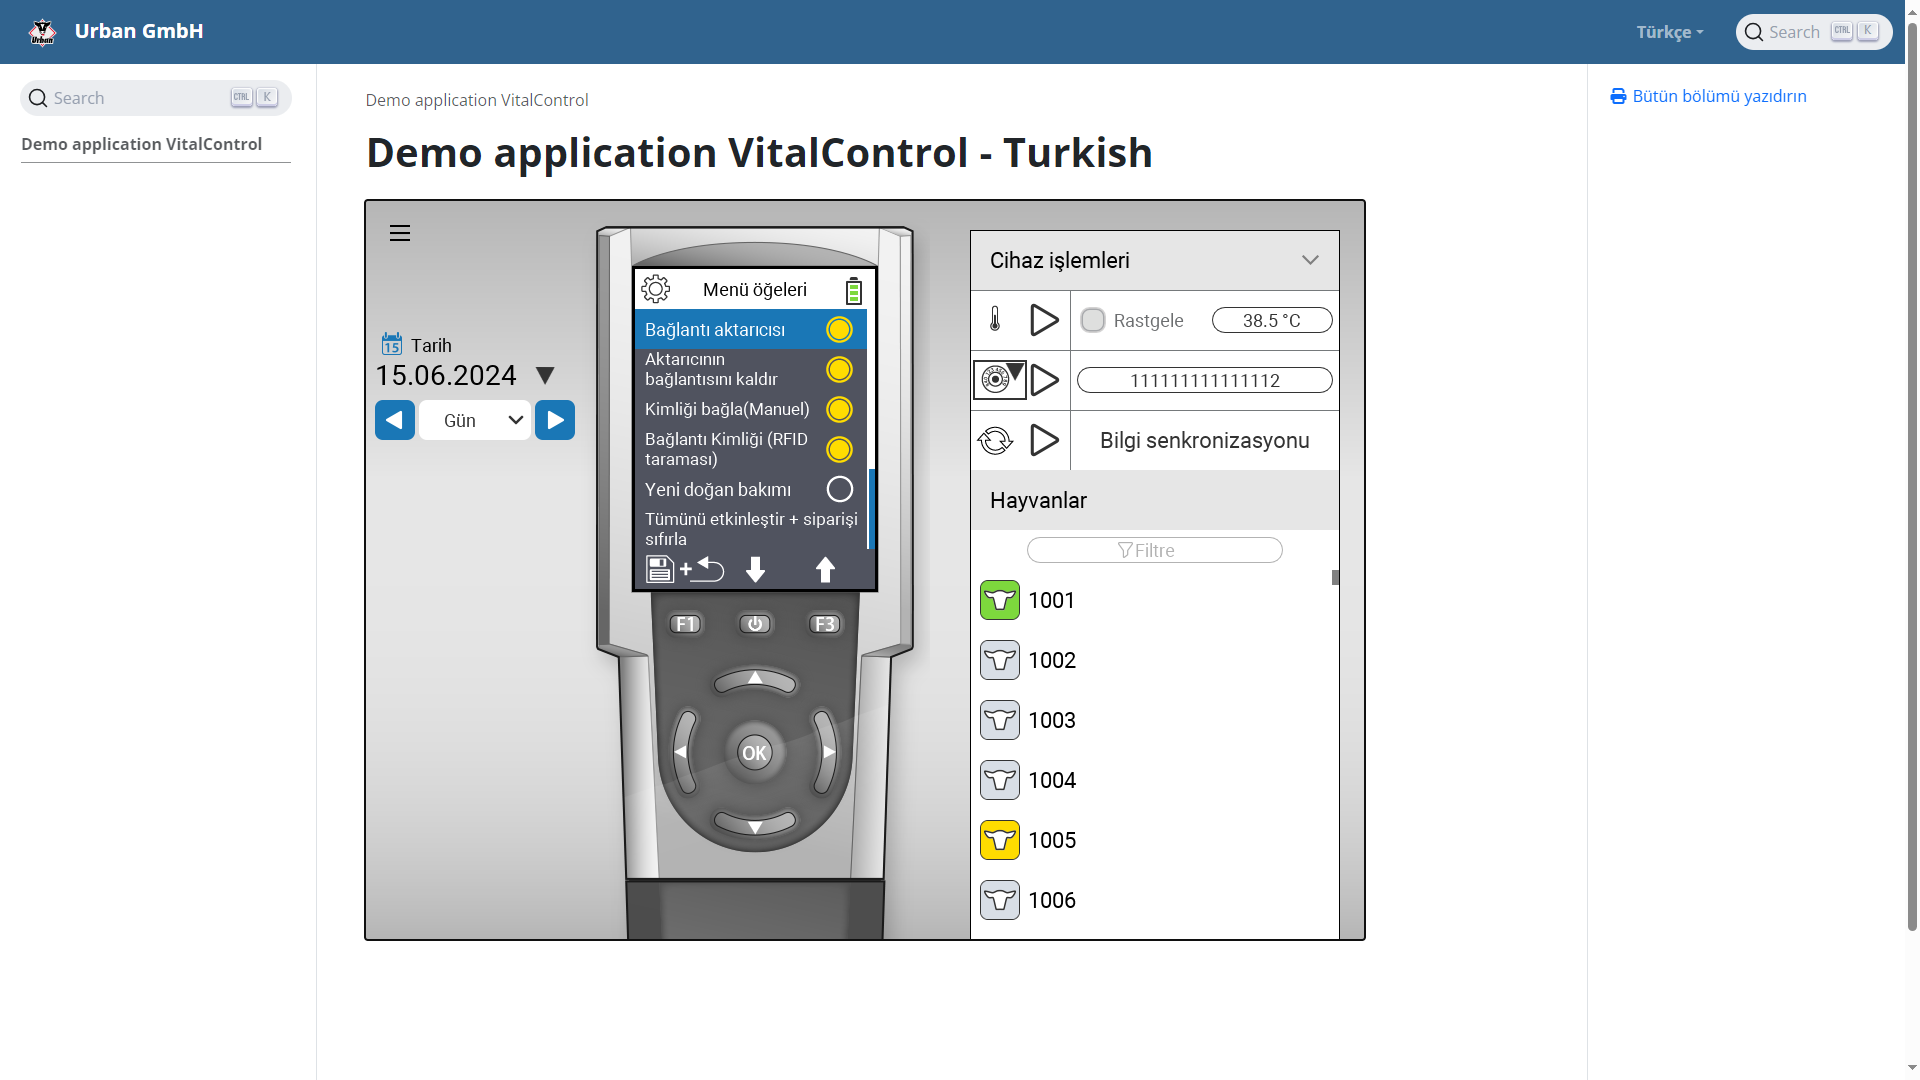 Urban GmbH
Türkçe
Search CTRL K
Search CTRL K
Demo application VitalControl
Demo application VitalControl
Bütün bölümü yazıdırın
Demo application VitalControl - Turkish
15 Tarih
15.06.2024
Gün
Menü öğeleri
Bağlantı aktarıcısı
Aktarıcının
bağlantısını kaldır
Kimliği bağla(Manuel)
Bağlantı Kimliği (RFID
taraması)
Yeni doğan bakımı
Tümünü etkinleştir + siparişi
sıfırla
+
F1 F3
OK
Cihaz işlemleri
Rastgele 38.5 °C
111111111111112
Bilgi senkronizasyonu
Hayvanlar
Filtre
1001
1002
1003
1004
1005
1006